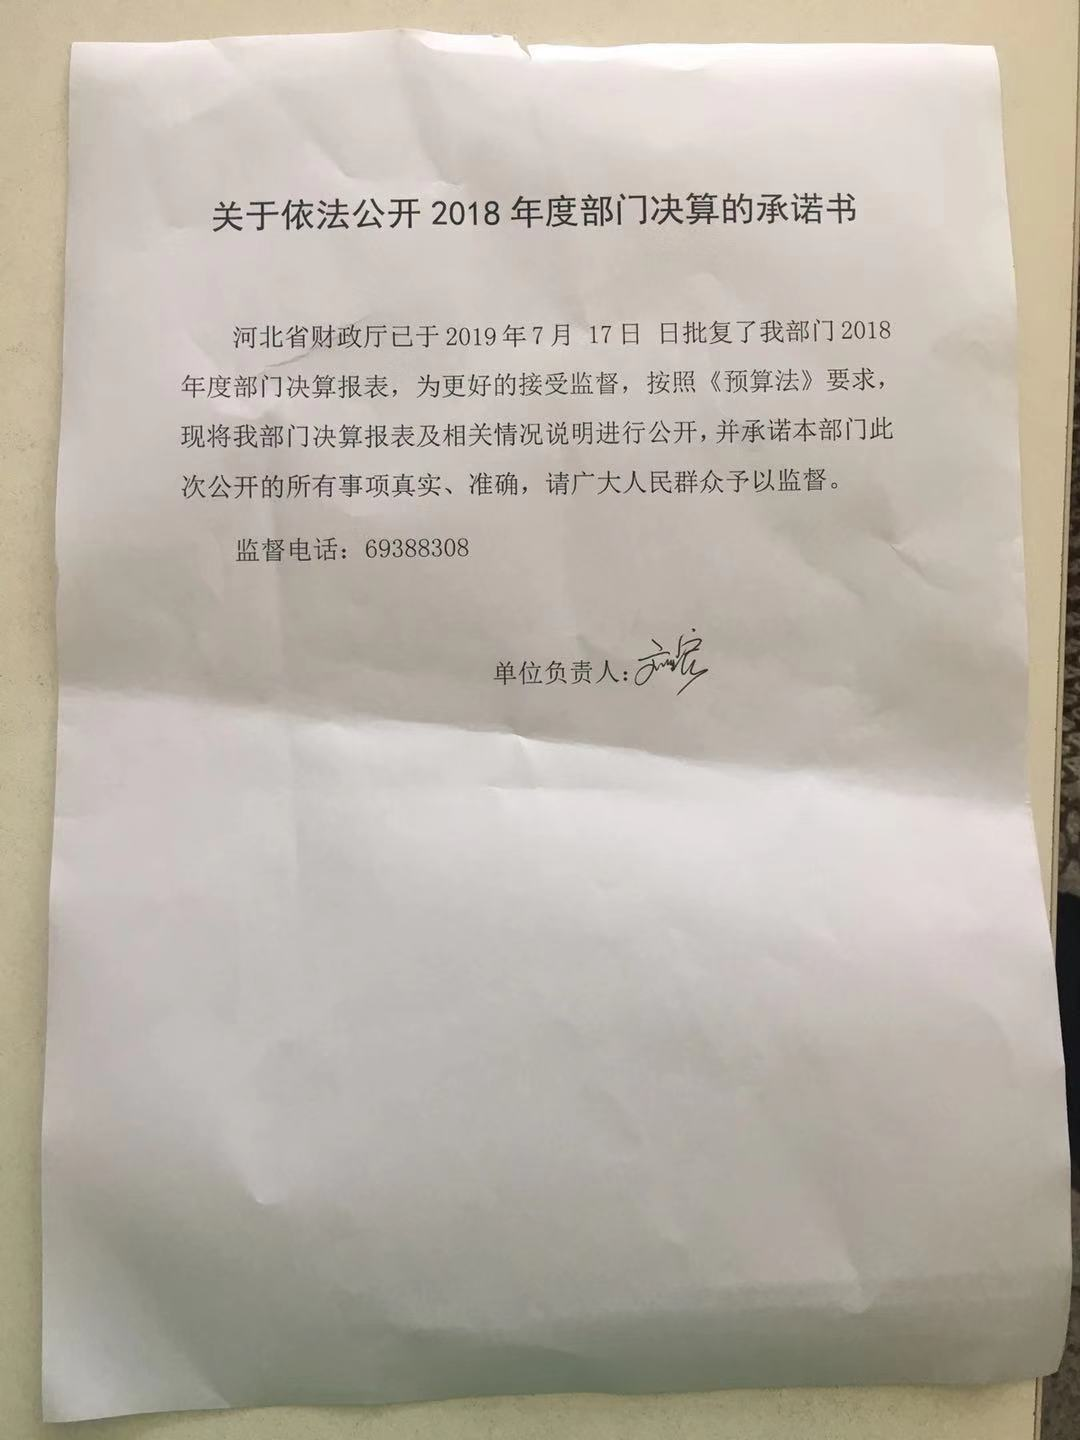 关于依法公开 2018 年度部门决算的承诺书
河北省财政厅已于 2019 年 7 月 17 日 日批复了我部门 2018
年度部门决算报表，为更好的接受监督，按照《预算法》要求，
现将我部门决算报表及相关情况说明进行公开，并承诺本部门此
次公开的所有事项真实、准确，请广大人民群众予以监督。
监督电话：69388308
单位负责人：